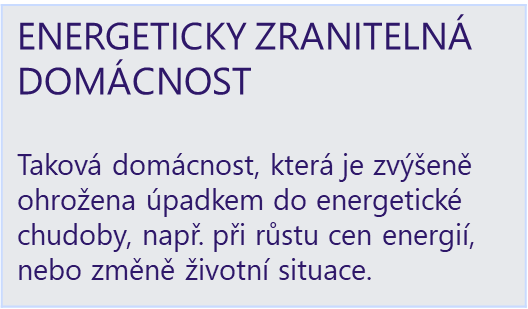 ENERGETICKY ZRANITELNÁ
DOMÁCNOST
Taková domácnost, která je zvýšeně
ohrožena úpadkem do energetické
chudoby, např. při růstu cen energií,
nebo změně životní situace.